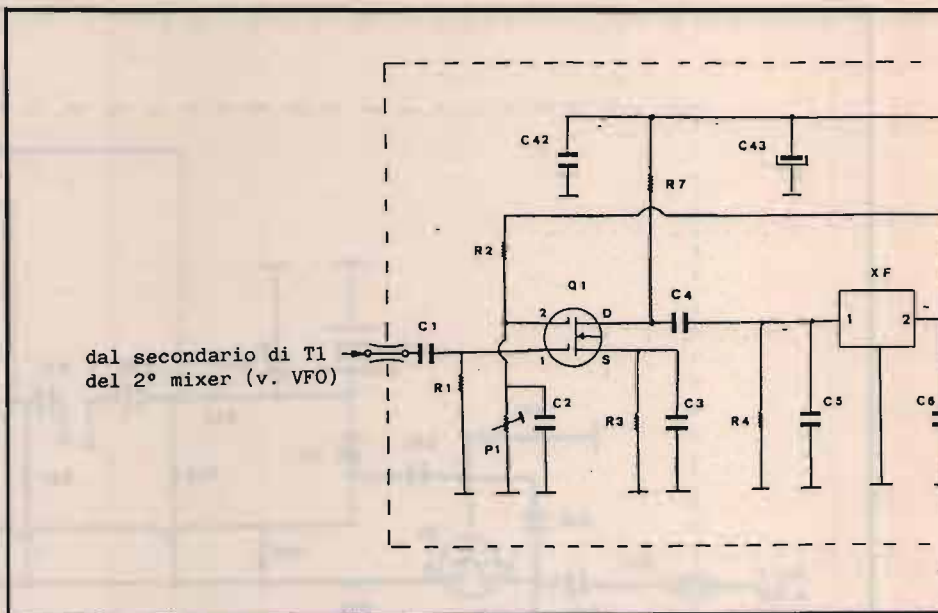 C42
C43
R7
R2
XF
Q1
C4
2
D
1
2
C1
dal secondario di T1
del 2º mixer (v. VFO)
1
S
R1
C2
R3
C3
R4
C5
C6
P1